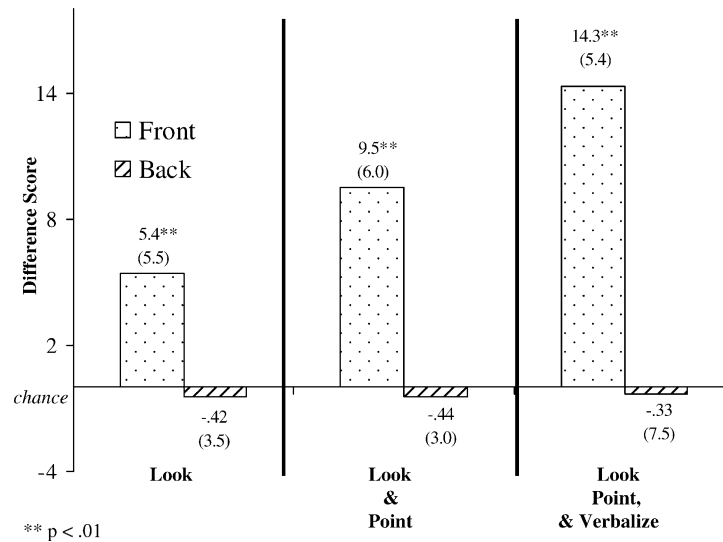 14.3**
(5.4)
14
Front
Back
9.5**
(6.0)
Difference Score
8
5.4**
(5.5)
2
chance
-.42
(3.5)
-.44
(3.0)
-.33
(7.5)
-4
Look
Look
&
Point
Look
Point,
& Verbalize
** p < .01